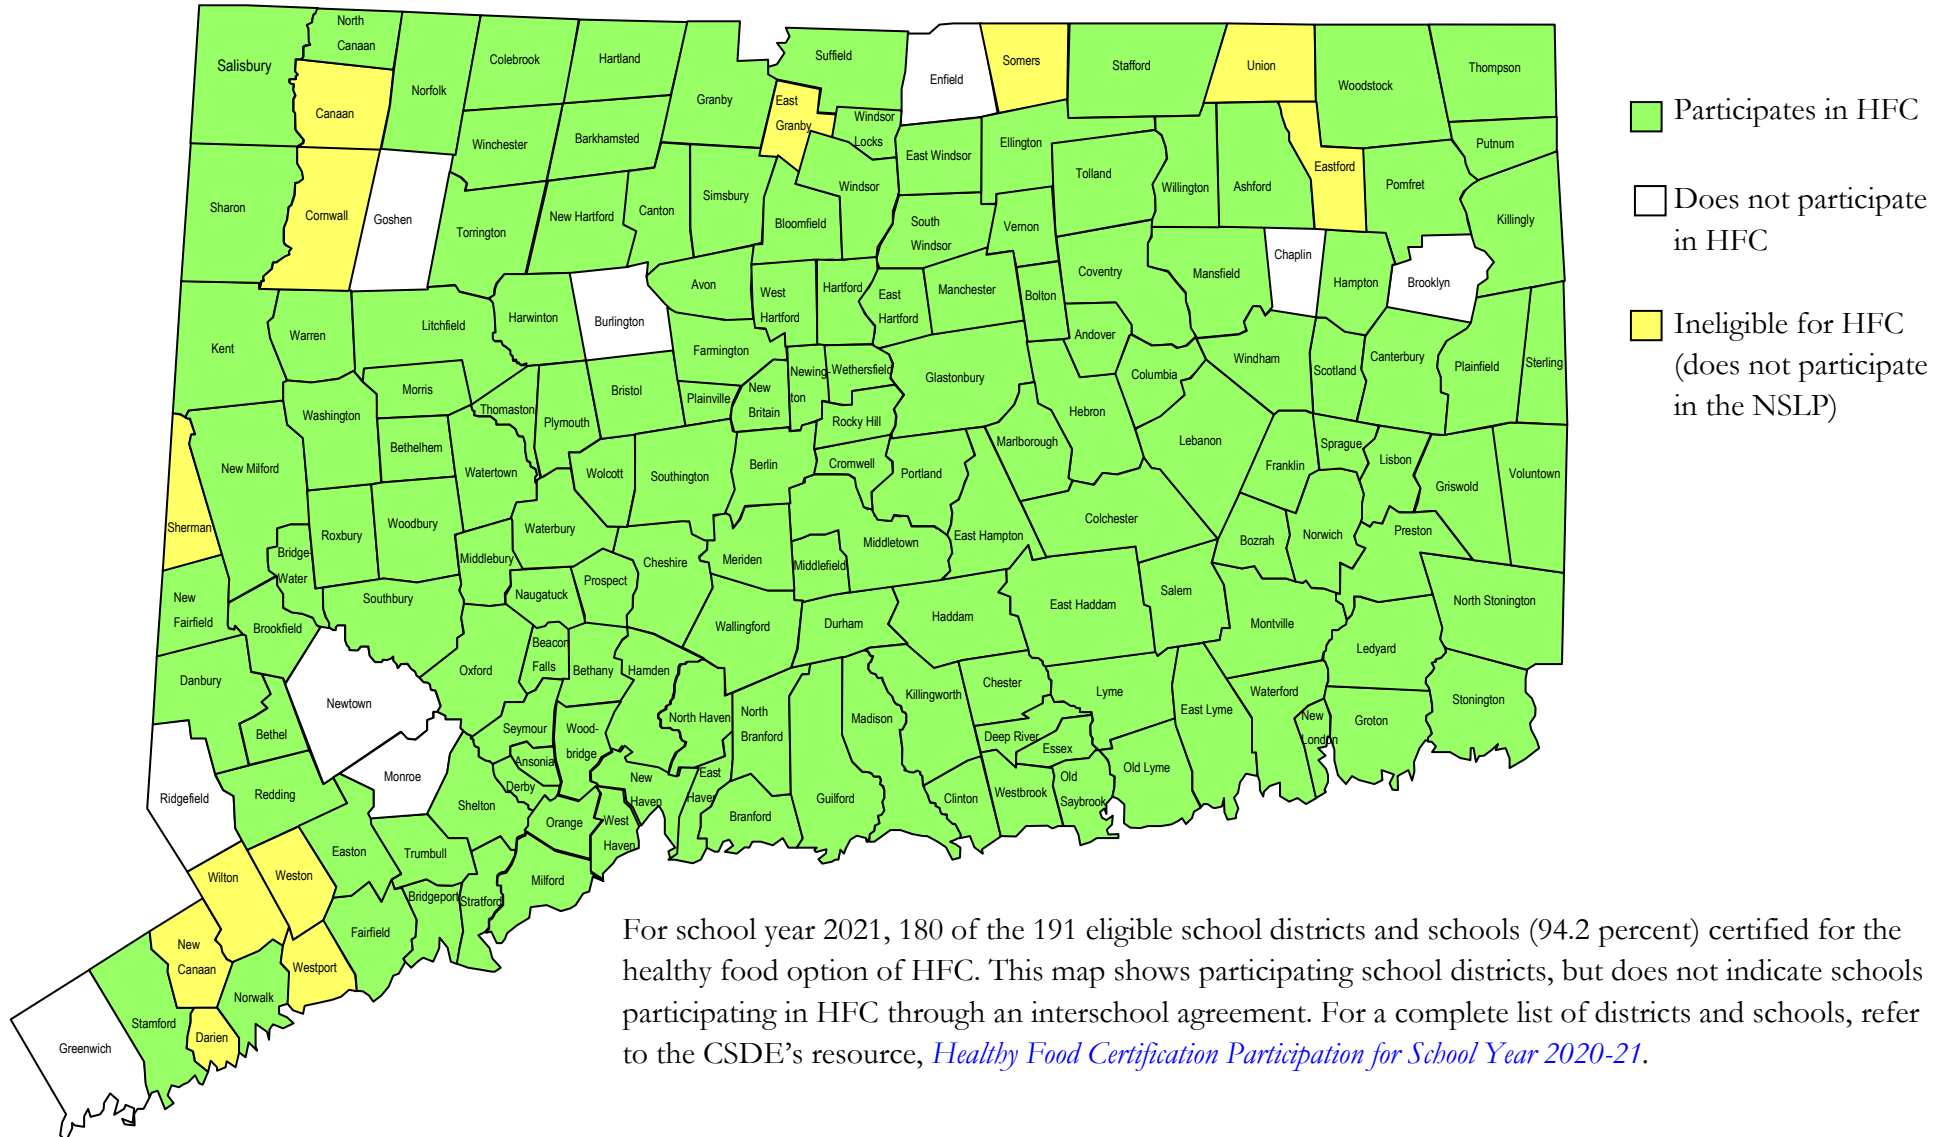 North
Canaan
Salisbury
Colebrook
Hartland
Suffield
Enfield
Somers
Stafford
Union
Woodstock
Thompson
Norfolk
Granby
East
Granby
Canaan
Windsor
Locks
Winchester
Barkhamsted
East Windsor
Ellington
Tolland
Willington
Ashford
Eastford
Pomfret
Putnam
Sharon
Cornwall
Goshen
Torrington
New Hartford
Canton
Simsbury
Bloomfield
Windsor
South
Windsor
Vernon
Killingly
Kent
Warren
Litchfield
Harwinton
Burlington
Avon
West
Hartford
Hartford
East
Hartford
Manchester
Bolton
Coventry
Mansfield
Chaplin
Hampton
Brooklyn
Andover
Farmington
Morris
Thomaston
Plymouth
Bristol
Plainville
New
Britain
Newing-
ton
Wethersfield
Rocky Hill
Glastonbury
Hebron
Columbia
Windham
Scotland
Canterbury
Plainfield
Sterling
Washington
Bethelhem
Watertown
Wolcott
Southington
Berlin
Cromwell
Portland
Marlborough
Lebanon
Franklin
Sprague
Lisbon
Griswold
Voluntown
New Milford
Sherman
Roxbury
Woodbury
Waterbury
Middlebury
Bridge-
Water
Cheshire
Meriden
Middlefield
Middletown
East Hampton
Colchester
Bozrah
Norwich
Preston
New
Fairfield
Brookfield
Southbury
Naugatuck
Prospect
Wallingford
Durham
Haddam
East Haddam
Salem
Montville
North Stonington
Ledyard
Danbury
Bethel
Newtown
Oxford
Beacon
Falls
Bethany
Hamden
North Haven
North
Branford
Madison
Killingworth
Chester
Deep River
Essex
Lyme
East Lyme
Waterford
New
London
Groton
Stonington
Seymour
Wood-
bridge
Ansonia
Derby
Ridgefield
Redding
Monroe
Shelton
Orange
New
Haven
West
Haven
East
Haven
Branford
Guilford
Clinton
Westbrook
Old
Saybrook
Old Lyme
Wilton
Weston
Easton
Trumbull
Milford
Bridgeport
Stratford
Fairfield
New
Canaan
Westport
Norwalk
Darien
Stamford
Greenwich
Participates in HFC
Does not participate
in HFC
Ineligible for HFC
(does not participate
in the NSLP)
For school year 2021, 180 of the 191 eligible school districts and schools (94.2 percent) certified for the
healthy food option of HFC. This map shows participating school districts, but does not indicate schools
participating in HFC through an interschool agreement. For a complete list of districts and schools, refer
to the CSDE's resource, Healthy Food Certification Participation for School Year 2020-21.